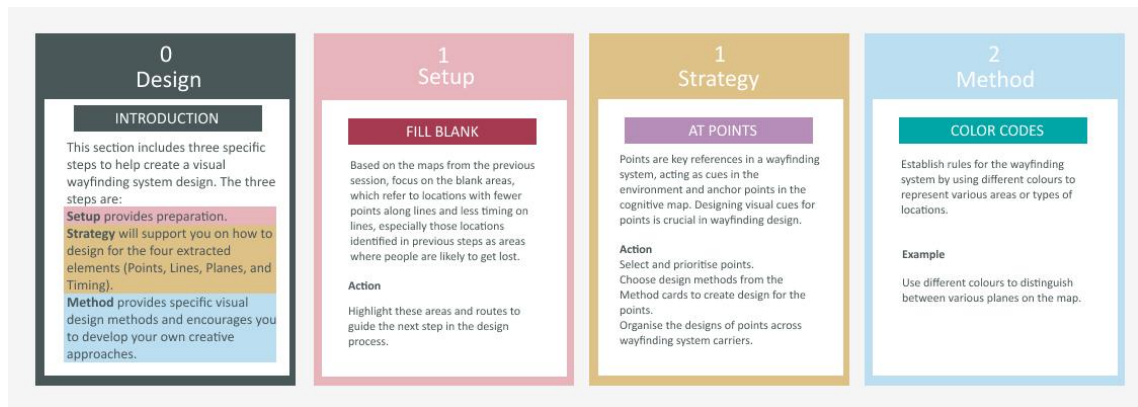 0
Design
INTRODUCTION
This section includes three specific
steps to help create a visual
wayfinding system design. The three
steps are:
Setup provides preparation.
Strategy will support you on how to
design for the four extracted
elements (Points, Lines, Planes, and
Timing).
Method provides specific visual
design methods and encourages you
to develop your own creative
approaches.
1
Setup
FILL BLANK
Based on the maps from the previous
session, focus on the blank areas,
which refer to locations with fewer
points along lines and less timing on
lines, especially those locations
identified in previous steps as areas
where people are likely to get lost.
Action
Highlight these areas and routes to
guide the next step in the design
process.
1
Strategy
AT POINTS
Points are key references in a wayfinding
system, acting as cues in the
environment and anchor points in the
cognitive map. Designing visual cues for
points is crucial in wayfinding design.
Action
Select and prioritise points.
Choose design methods from the
Method cards to create design for the
points.
Organise the designs of points across
wayfinding system carriers.
2
Method
COLOR CODES
Establish rules for the wayfinding
system by using different colours to
represent various areas or types of
locations.
Example
Use different colours to distinguish
between various planes on the map.